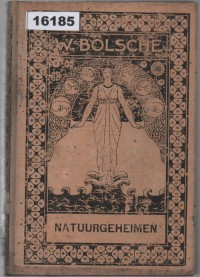 16185
W. BÖLSCHE
NATUURGEHEIMEN